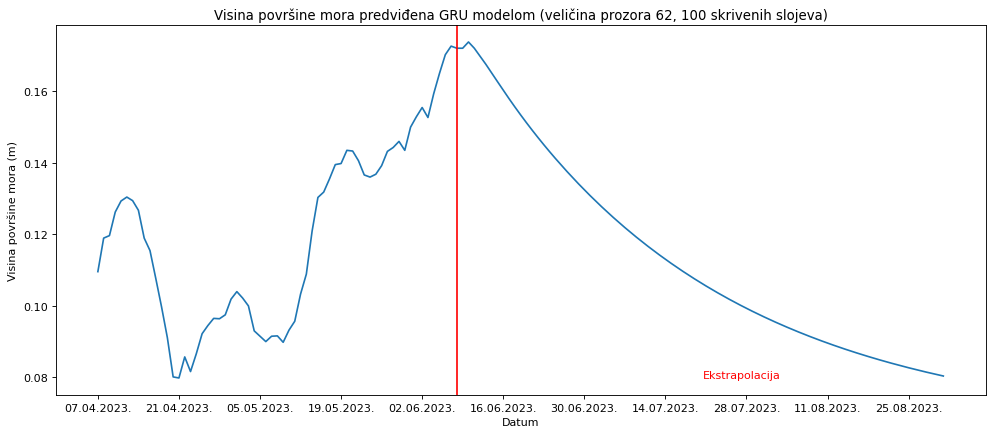 Visina površine mora predviđena GRU modelom (veličina prozora 62, 100 skrivenih slojeva)
Visina površine mora (m)
0.16
0.14
0.12
0.10
0.08
Ekstrapolacija
07.04.2023. 21.04.2023. 05.05.2023. 19.05.2023. 02.06.2023. 16.06.2023. 30.06.2023. 14.07.2023. 28.07.2023. 11.08.2023. 25.08.2023.
Datum